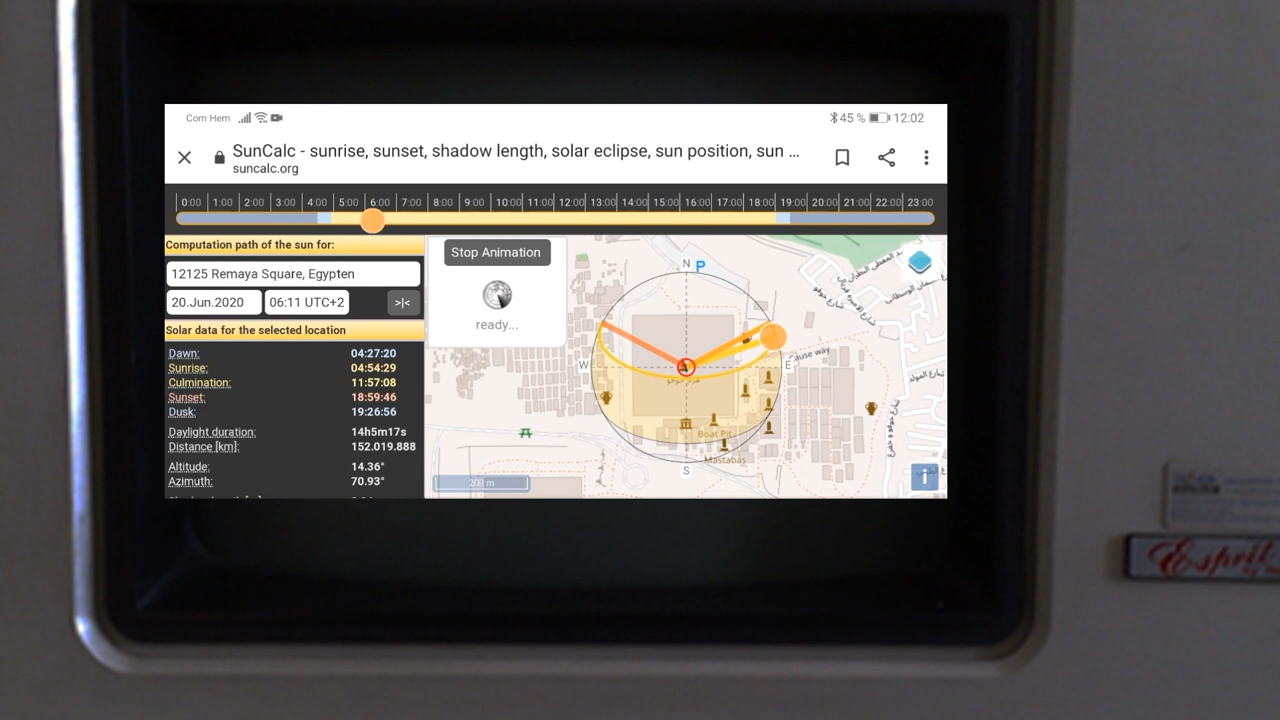 Com Hem
45 % 12:02
SunCalc - sunrise, sunset, shadow length, solar eclipse, sun position, sun ...
suncalc.org
0:00 1:00 2:00 3:00 4:00 5:00 6:00 7:00 8:00 9:00 10:00 11:00 12:00 13:00 14:00 15:00 16:00 17:00 18:00 19:00 20:00 21:00 22:00 23:00
Computation path of the sun for:
12125 Remaya Square, Egypten
20.Jun.2020 06:11 UTC+2 >|<
Solar data for the selected location
Dawn: 04:27:20
Sunrise: 04:54:29
Culmination: 11:57:08
Sunset: 18:59:46
Dusk: 19:26:56
Daylight duration: 14h5m17s
Distance [km]: 152.019.888
Altitude: 14.36°
Azimuth: 70.93°
Stop Animation
ready...
N P
W E
S
Cause way
هرم خوفو
Boat Pit
Mastabas
200 m
i
Esprit